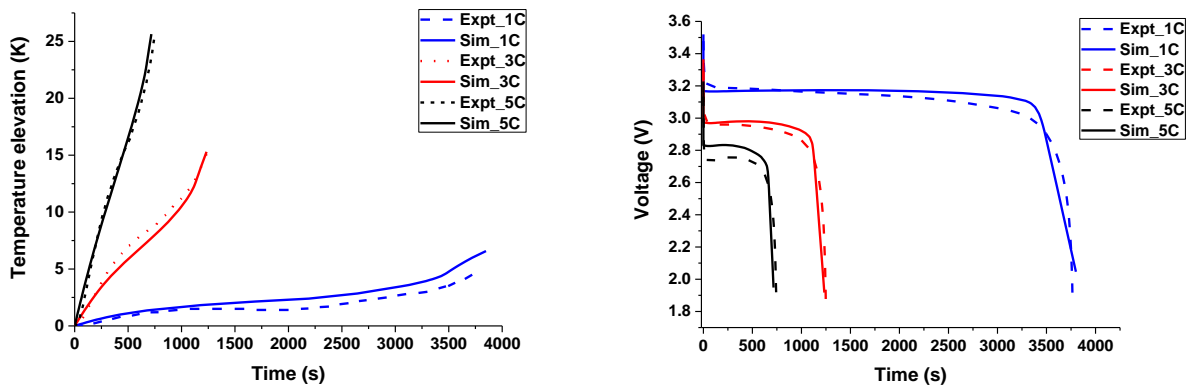 Temperature elevation (K)
25
20
15
10
5
0
0 500 1000 1500 2000 2500 3000 3500 4000
Time (s)
Expt_1C
Sim_1C
Expt_3C
Sim_3C
Expt_5C
Sim_5C
Voltage (V)
3.6
3.4
3.2
3.0
2.8
2.6
2.4
2.2
2.0
1.8
0 500 1000 1500 2000 2500 3000 3500 4000
Time (s)
Expt_1C
Sim_1C
Expt_3C
Sim_3C
Expt_5C
Sim_5C